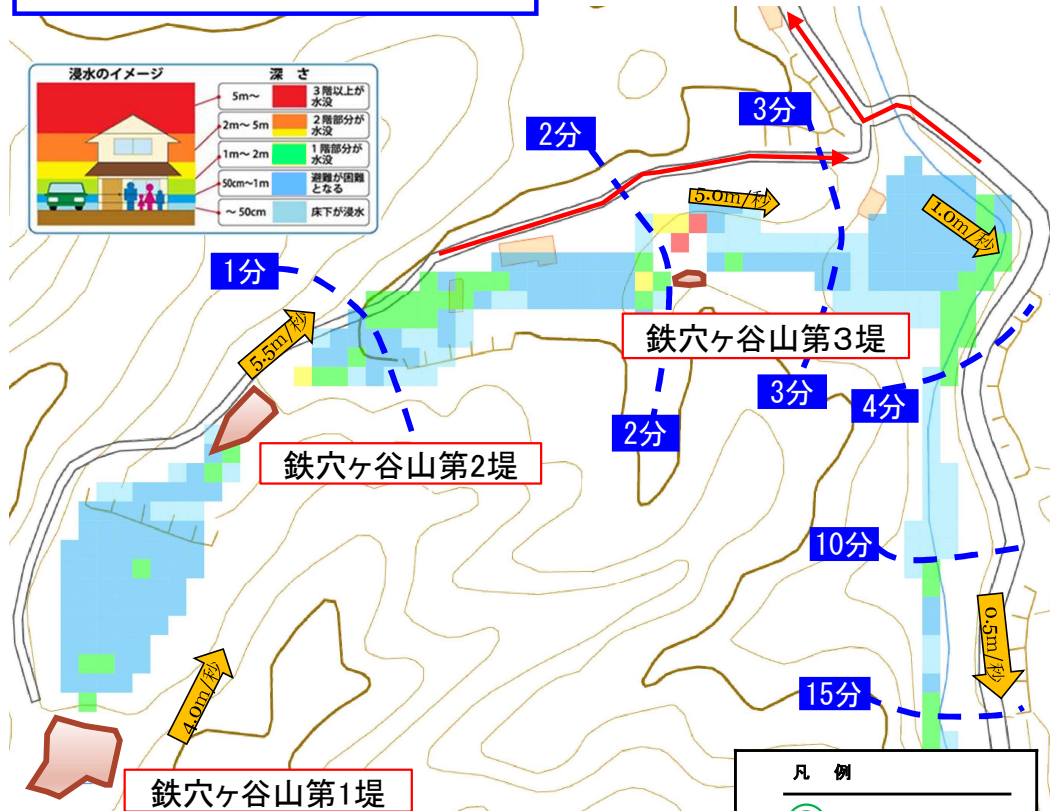 浸水のイメージ
深 さ
5m~
3階以上が
水没
2m~ 5m
2階部分が
水没
1m~ 2m
1階部分が
水没
50cm~1m
避難が困難
となる
~ 50cm
床下が浸水
3分
2分
5.0m/秒
1.0m/秒
1分
5.5m/秒
鉄穴ヶ谷山第3堤
3分
4分
2分
鉄穴ヶ谷山第2堤
10分
0.5m/秒
4.0m/秒
15分
鉄穴ヶ谷山第1堤
凡 例